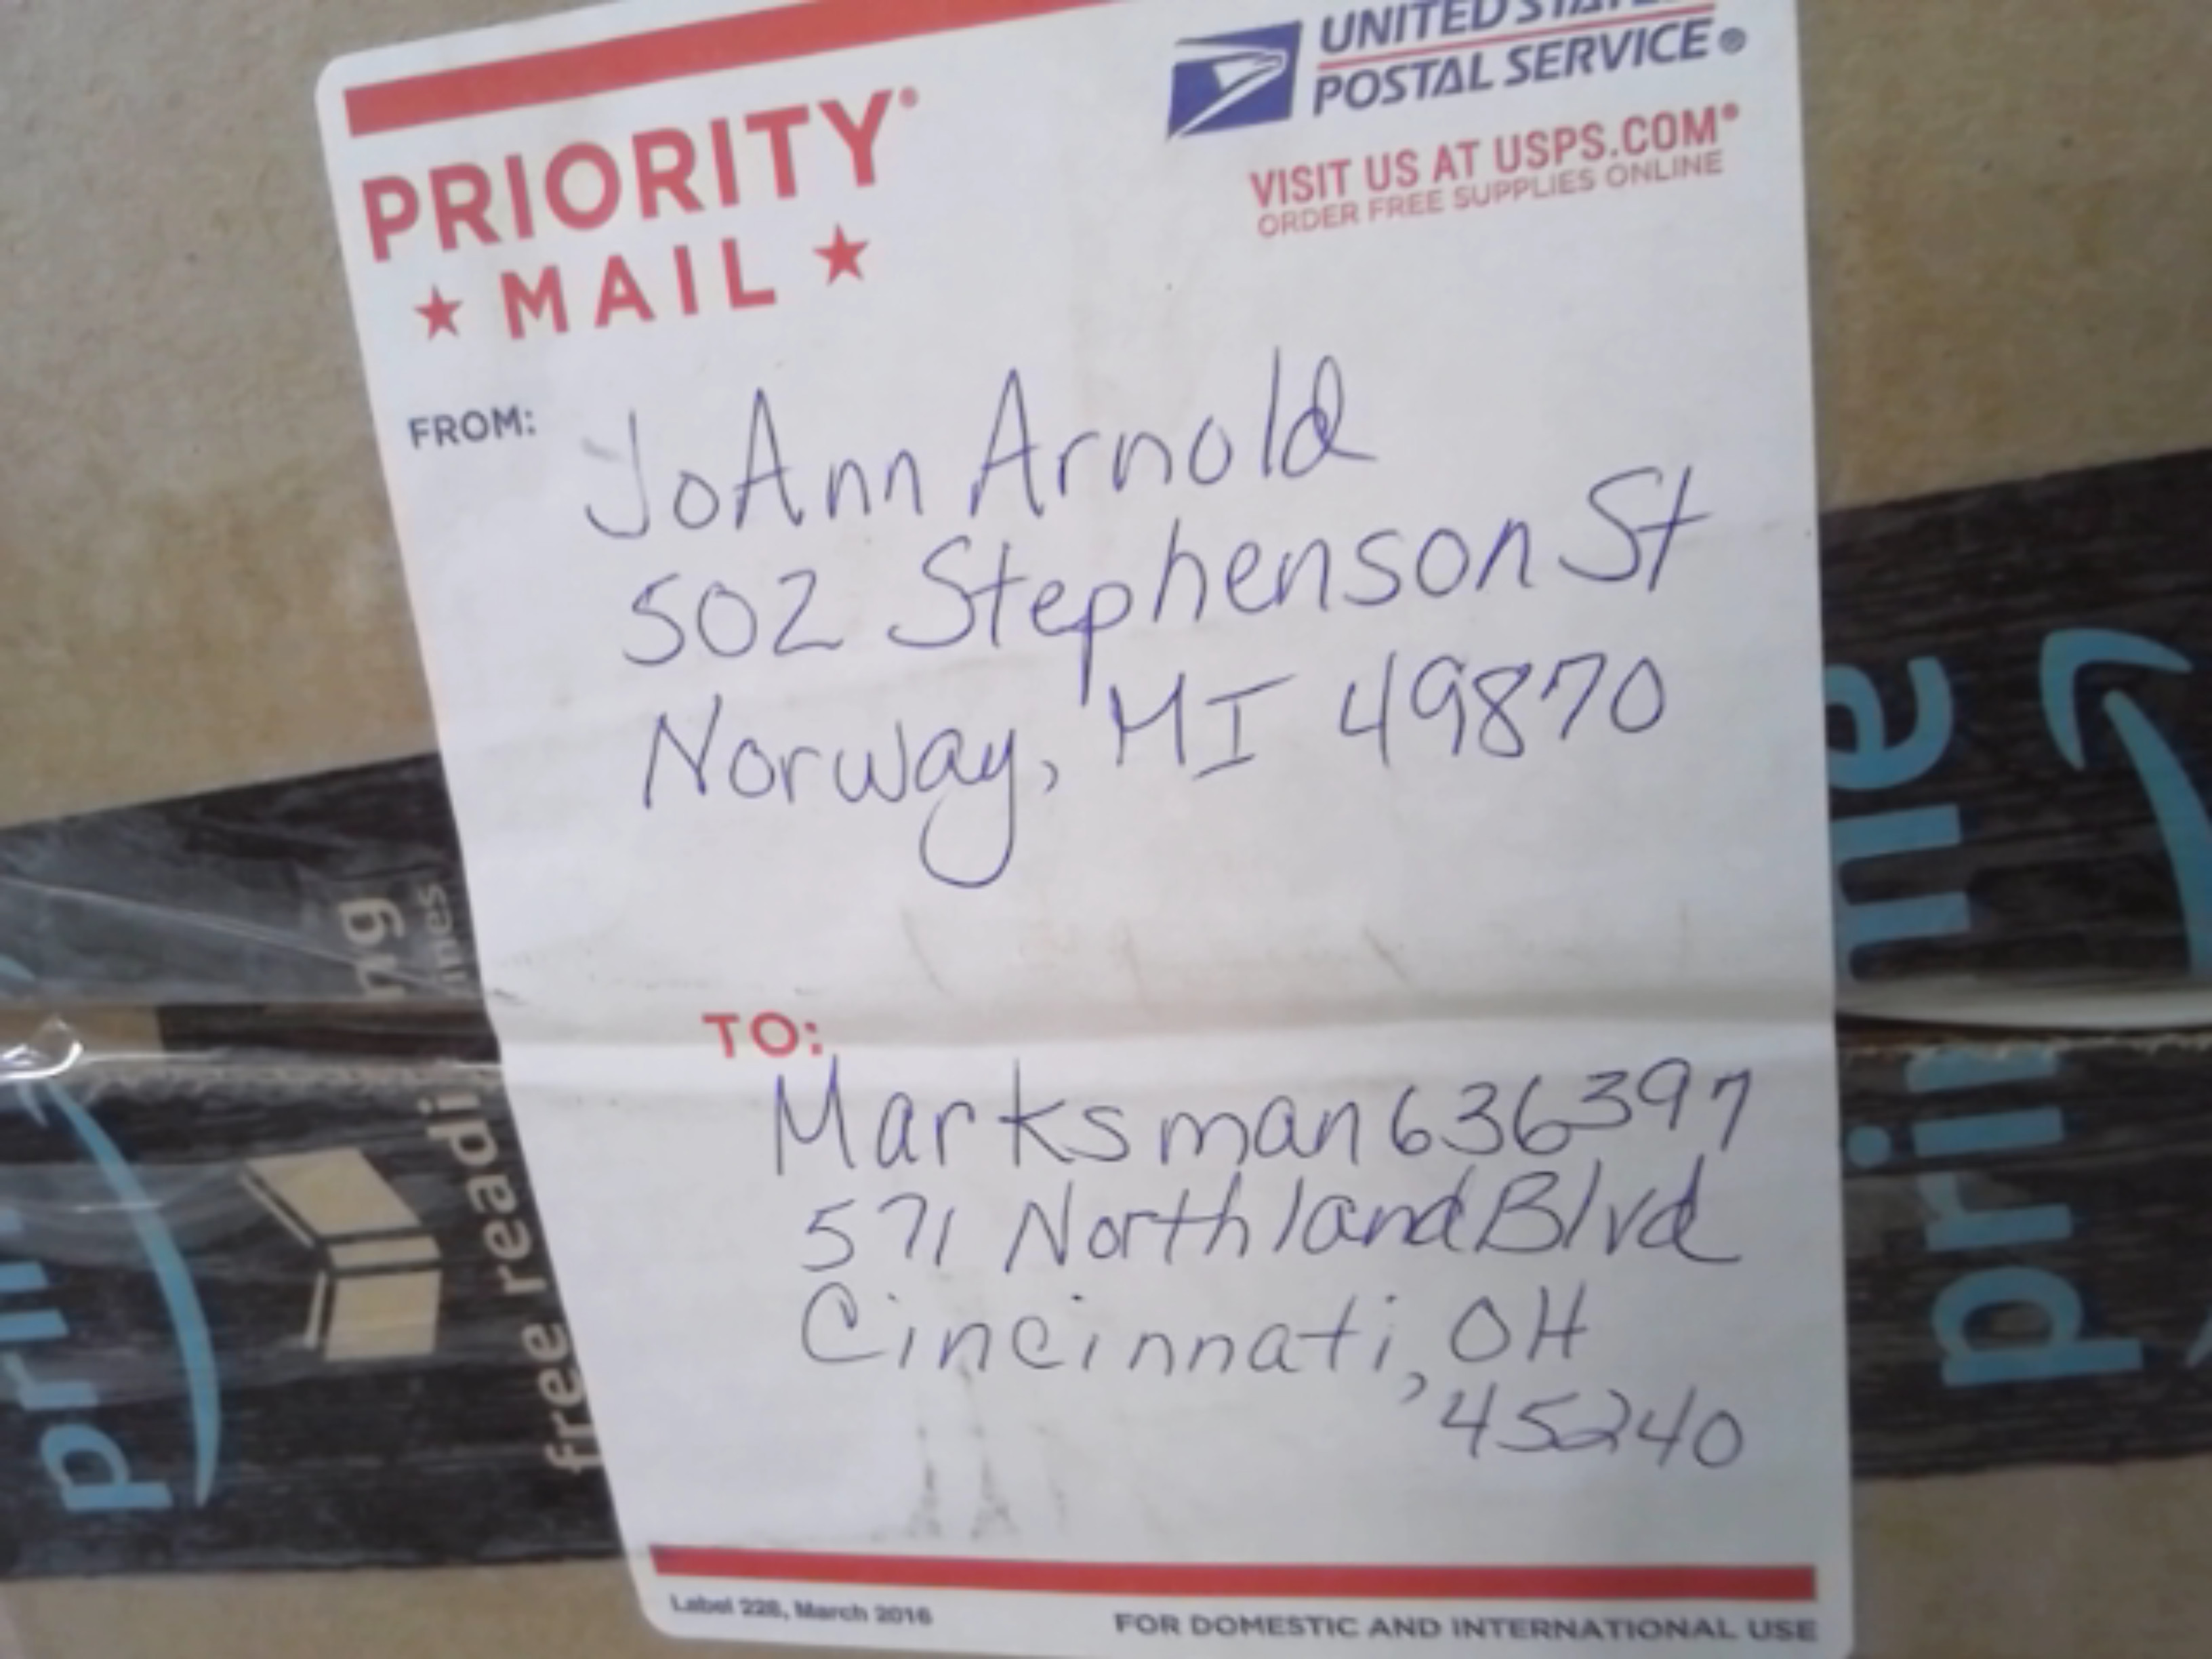 UNITED STATES
POSTAL SERVICE®
PRIORITY®
MAIL
VISIT US AT USPS.COM®
ORDER FREE SUPPLIES ONLINE
FROM:
JoAnn Arnold
502 Stephenson St
Norway, MI 49870
TO:
Marksman636397
571 Northland Blvd
Cincinnati, OH
45240
Label 228, March 2016
FOR DOMESTIC AND INTERNATIONAL USE
free readi
prim